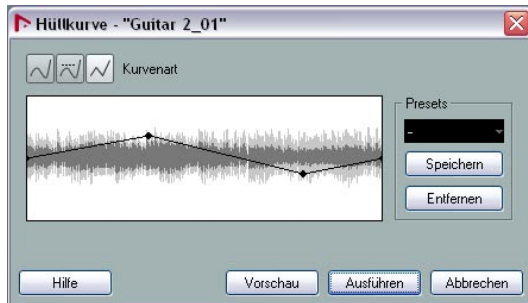 Hüllkurve - "Guitar 2_01"
Kurvenart
Presets
-
Speichern
Entfernen
Hilfe
Vorschau
Ausführen
Abbrechen